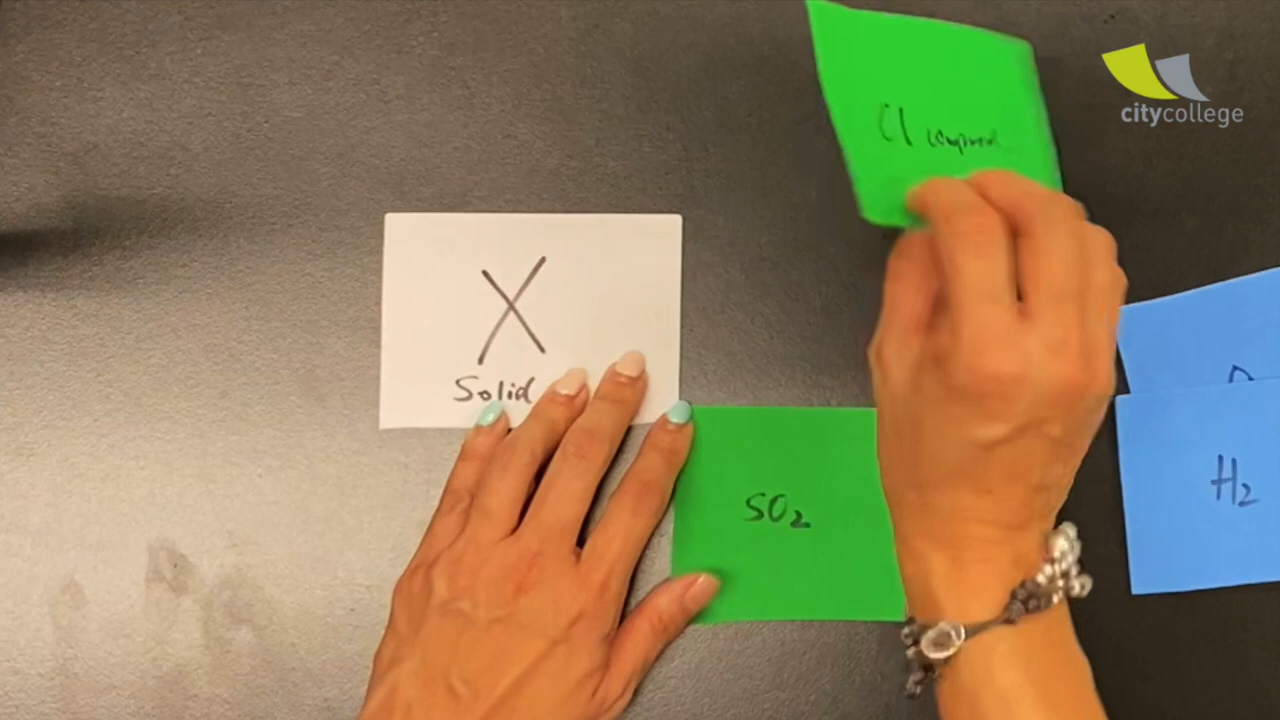 citycollege
Cl compound
X
Solid
SO₂
H₂